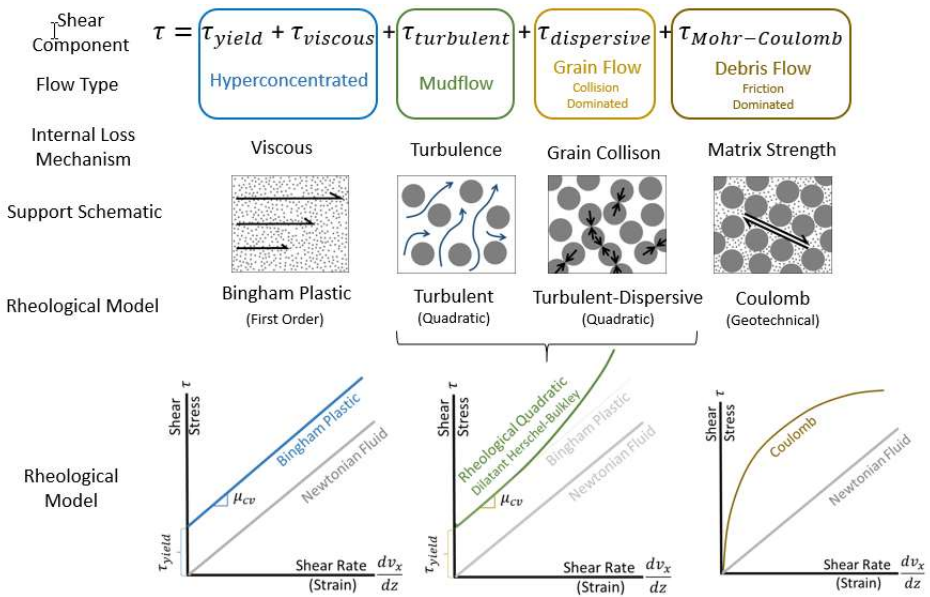 Shear
Component
τ = τ_yield + τ_viscous + τ_turbulent + τ_dispersive + τ_Mohr−Coulomb
Flow Type
Hyperconcentrated
Mudflow
Grain Flow
Collision
Dominated
Debris Flow
Friction
Dominated
Internal Loss
Mechanism
Viscous
Turbulence
Grain Collison
Matrix Strength
Support Schematic
Rheological Model
Bingham Plastic
(First Order)
Turbulent
(Quadratic)
Turbulent-Dispersive
(Quadratic)
Coulomb
(Geotechnical)
Rheological
Model
τ
Shear
Stress
Bingham Plastic
Newtonian Fluid
μ_cv
τ_yield
Shear Rate
(Strain)
dv_x
dz
τ
Shear
Stress
Rheological Quadratic
Dilatant Herschel-Bulkley
Bingham Plastic
Newtonian Fluid
μ_cv
τ_yield
Shear Rate
(Strain)
dv_x
dz
τ
Shear
Stress
Coulomb
Newtonian Fluid
Shear Rate
(Strain)
dv_x
dz